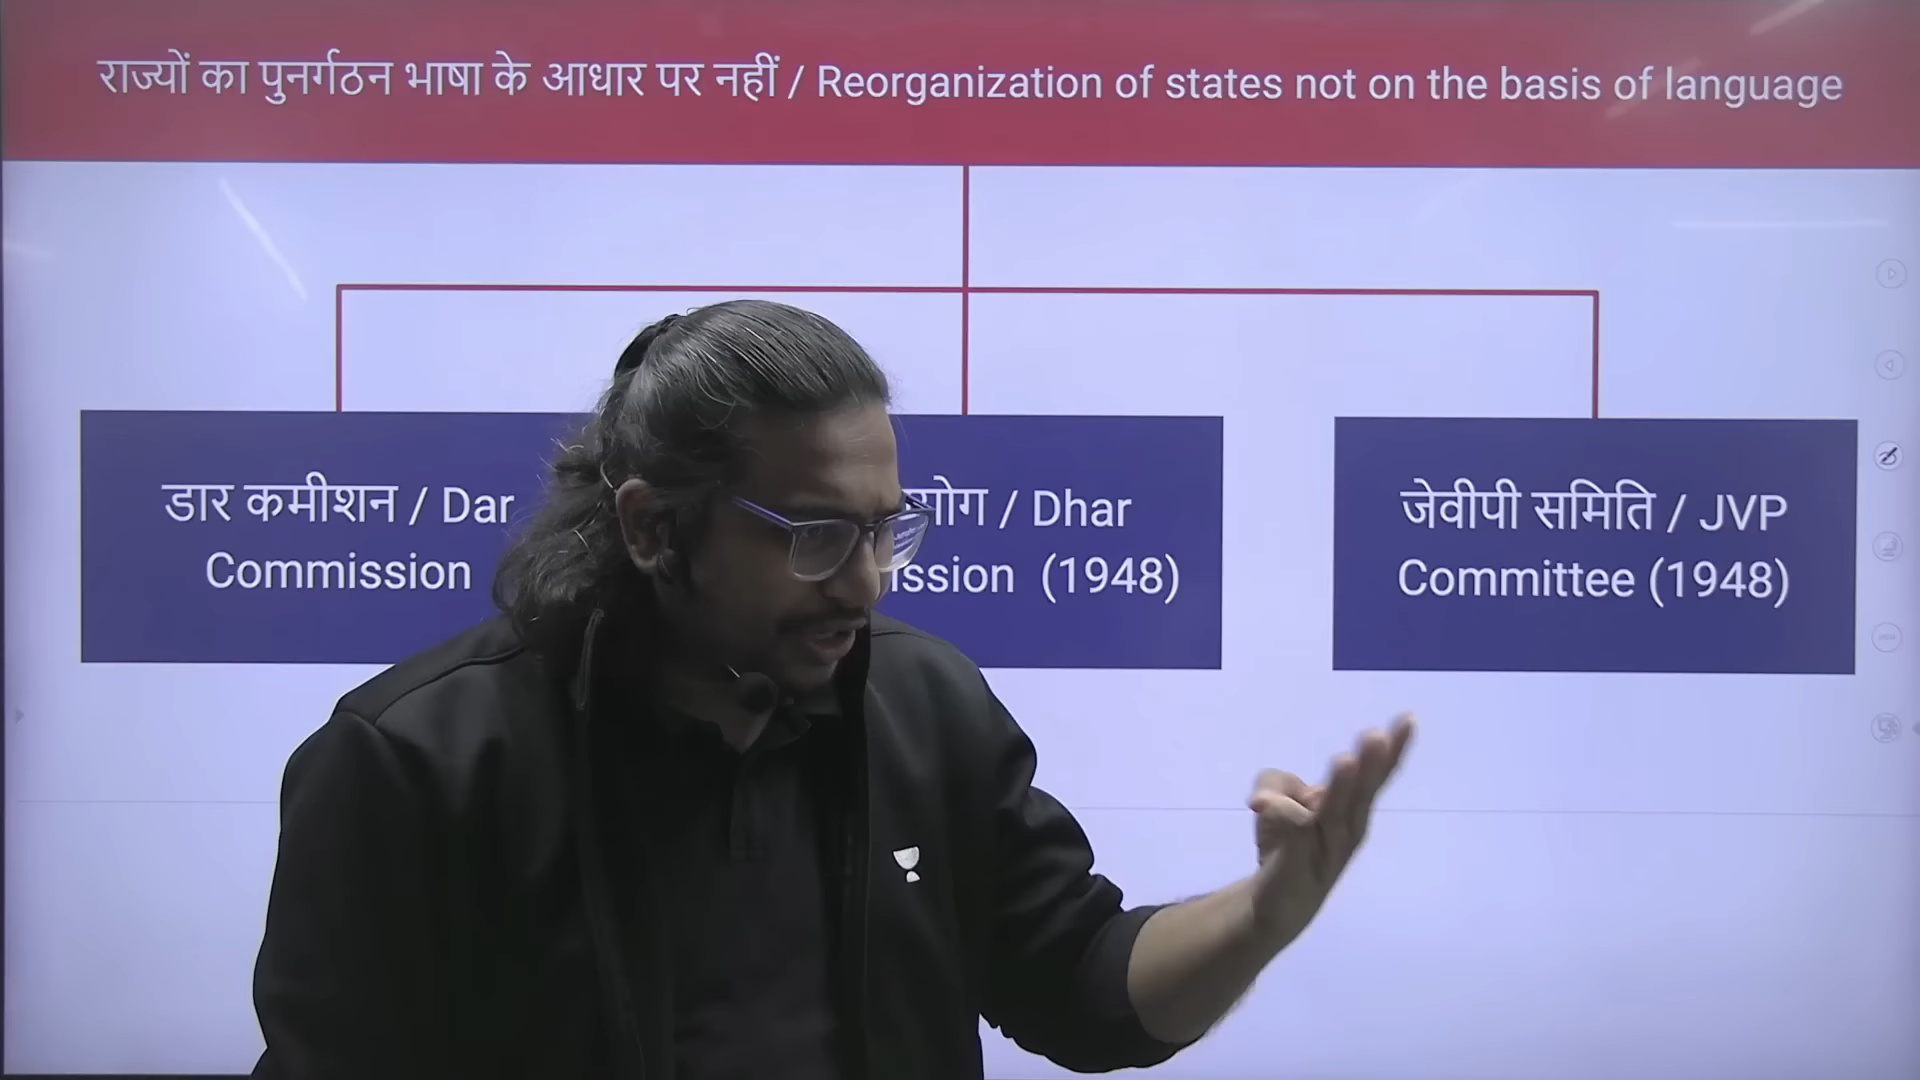 राज्यों का पुनर्गठन भाषा के आधार पर नहीं / Reorganization of states not on the basis of language
डार कमीशन / Dar
Commission
/ Dhar
(1948)
जेवीपी समिति / JVP
Committee (1948)